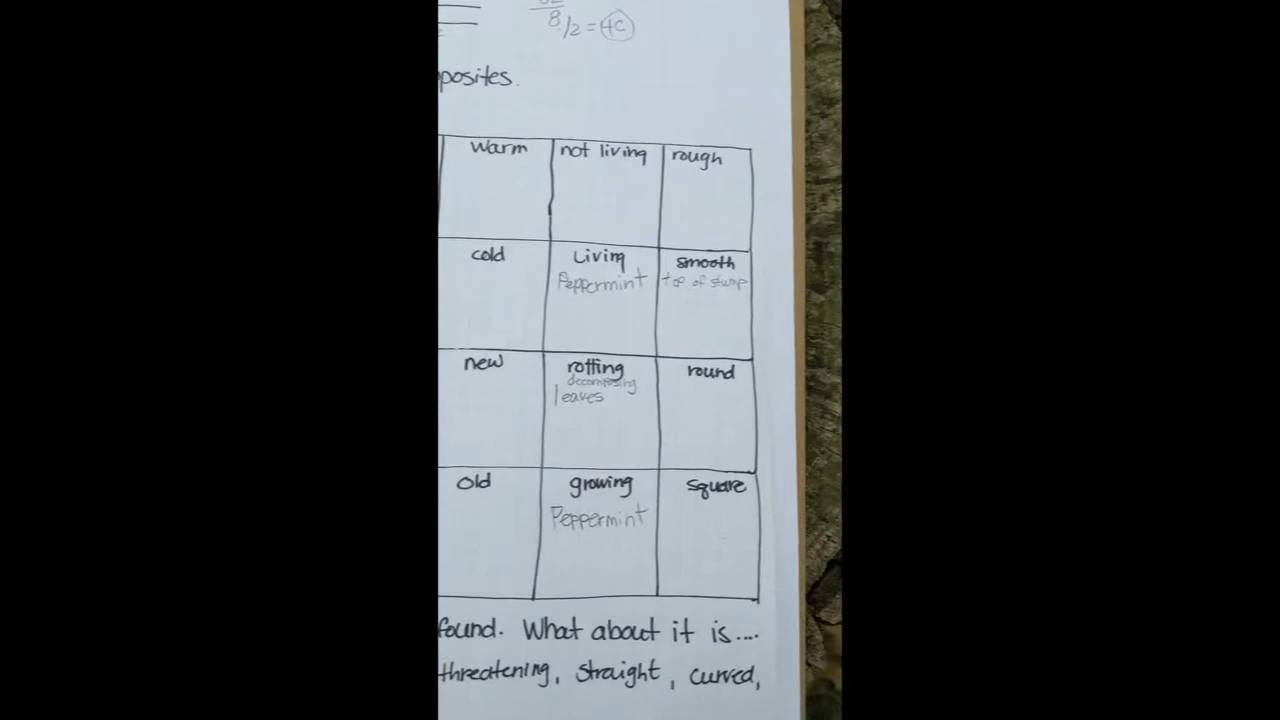 8/2 = 4C
posites.
warm not living rough
cold Living smooth
Peppermint top of stump
new rotting round
decomposing
leaves
old growing square
Peppermint
found. What about it is....
threatening, straight, curved,